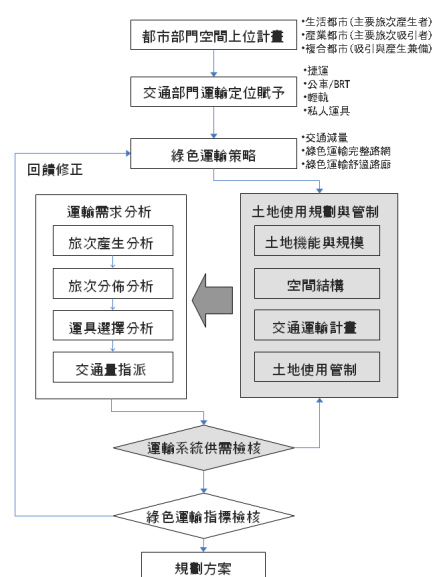 都市部門空間上位計畫
•生活都市(主要旅次產生者)
•產業都市(主要旅次吸引者)
•複合都市(吸引與產生兼備)
交通部門運輸定位賦予
•捷運
•公車/BRT
•輕軌
•私人運具
綠色運輸策略
•交通減量
•綠色運輸完整路網
•綠色運輸舒適路廊
回饋修正
運輸需求分析
旅次產生分析
旅次分佈分析
運具選擇分析
交通量指派
土地使用規劃與管制
土地機能與規模
空間結構
交通運輸計畫
土地使用管制
運輸系統供需檢核
綠色運輸指標檢核
規劃方案